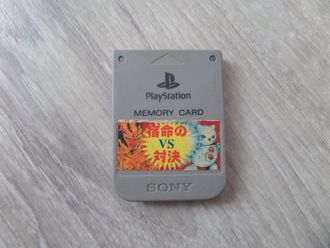 PlayStation
MEMORY CARD
宿命の
VS
対決
SONY